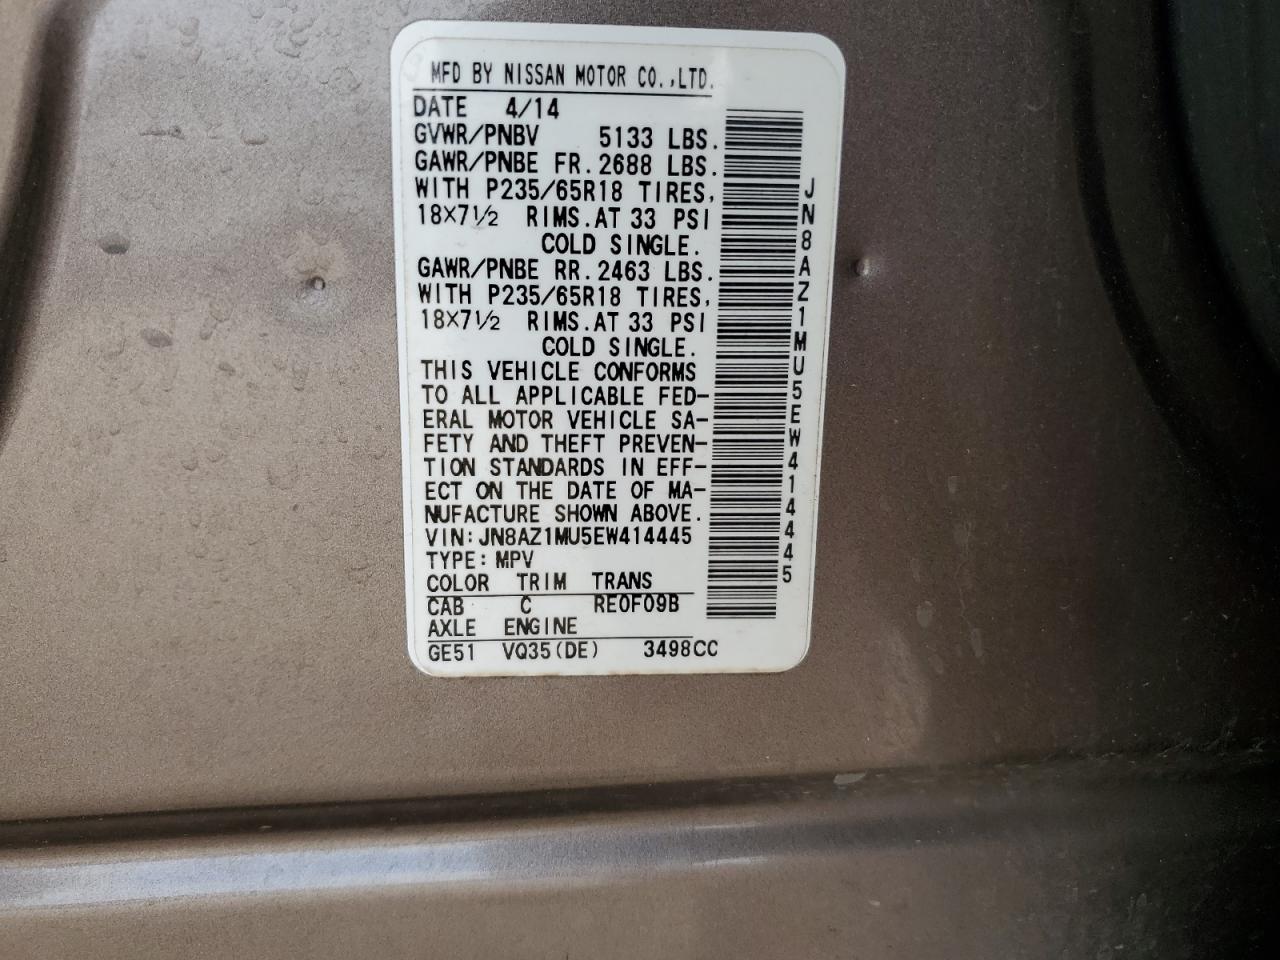 MFD BY NISSAN MOTOR CO.,LTD.
DATE 4/14
GVWR/PNBV 5133 LBS.
GAWR/PNBE FR. 2688 LBS.
WITH P235/65R18 TIRES,
18×7½ RIMS.AT 33 PSI
COLD SINGLE.
GAWR/PNBE RR. 2463 LBS.
WITH P235/65R18 TIRES,
18×7½ RIMS.AT 33 PSI
COLD SINGLE.
THIS VEHICLE CONFORMS
TO ALL APPLICABLE FED-
ERAL MOTOR VEHICLE SA-
FETY AND THEFT PREVEN-
TION STANDARDS IN EFF-
ECT ON THE DATE OF MA-
NUFACTURE SHOWN ABOVE.
VIN:JN8AZ1MU5EW414445
TYPE: MPV
COLOR TRIM TRANS
CAB C RE0F09B
AXLE ENGINE
GE51 VQ35(DE) 3498CC
JN8AZ1MU5EW414445